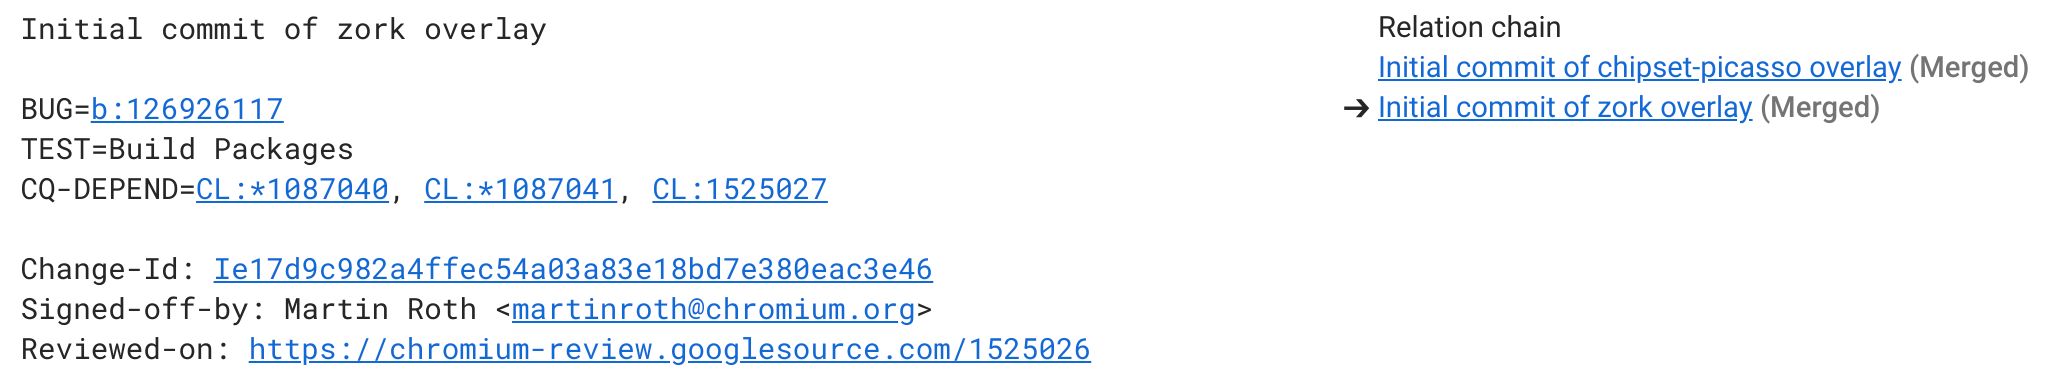 Initial commit of zork overlay
BUG=b:126926117
TEST=Build Packages
CQ-DEPEND=CL:*1087040, CL:*1087041, CL:1525027
Change-Id: Ie17d9c982a4ffec54a03a83e18bd7e380eac3e46
Signed-off-by: Martin Roth <martinroth@chromium.org>
Reviewed-on: https://chromium-review.googlesource.com/1525026
Relation chain
Initial commit of chipset-picasso overlay (Merged)
➔ Initial commit of zork overlay (Merged)